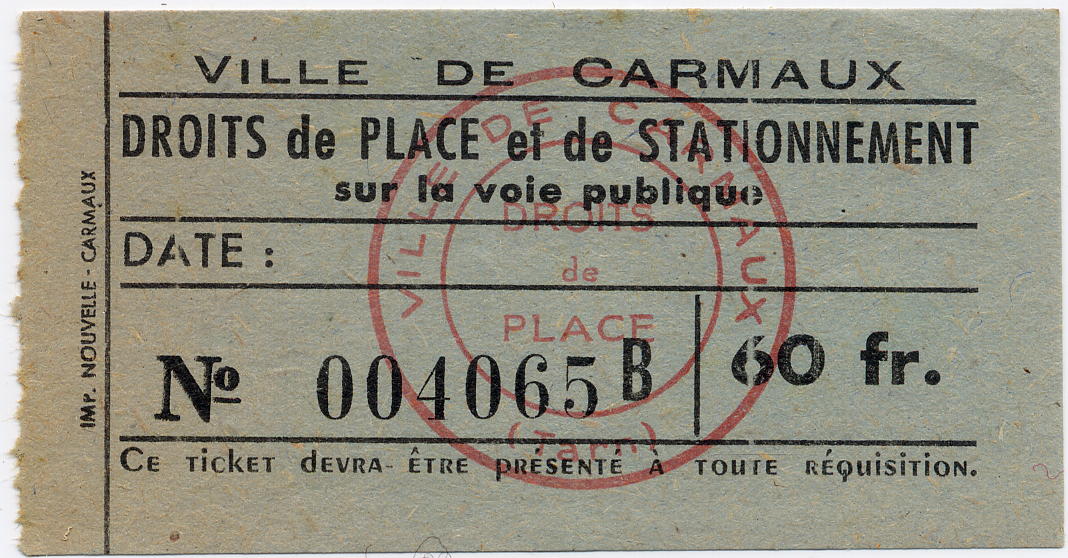 VILLE DE CARMAUX
DROITS de PLACE et de STATIONNEMENT
sur la voie publique
DATE :
Nº 004065 B
60 fr.
Ce ticket devra- être présenté à toute réquisition.
IMP. NOUVELLE - CARMAUX
VILLE DE CARMAUX
DROITS
de
PLACE
(Tarn)